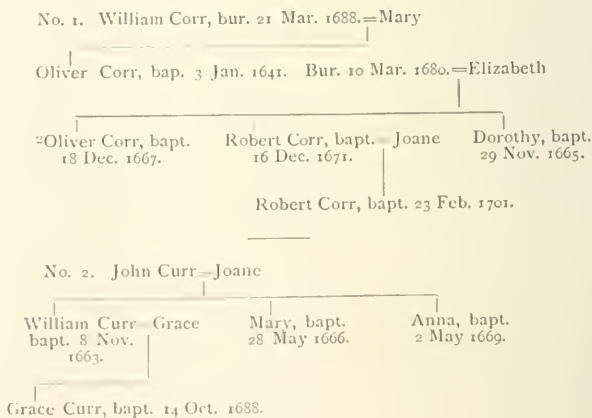 No. 1. William Corr, bur. 21 Mar. 1688.=Mary
Oliver Corr, bap. 3 Jan. 1641. Bur. 10 Mar. 1680.=Elizabeth
²Oliver Corr, bapt. Robert Corr, bapt.=Joane Dorothy, bapt.
18 Dec. 1667. 16 Dec. 1671. 29 Nov. 1665.
Robert Corr, bapt. 23 Feb. 1701.
No. 2. John Curr=Joane
William Curr=Grace Mary, bapt. Anna, bapt.
bapt. 8 Nov. 28 May 1666. 2 May 1669.
1663.
Grace Curr, bapt. 14 Oct. 1688.